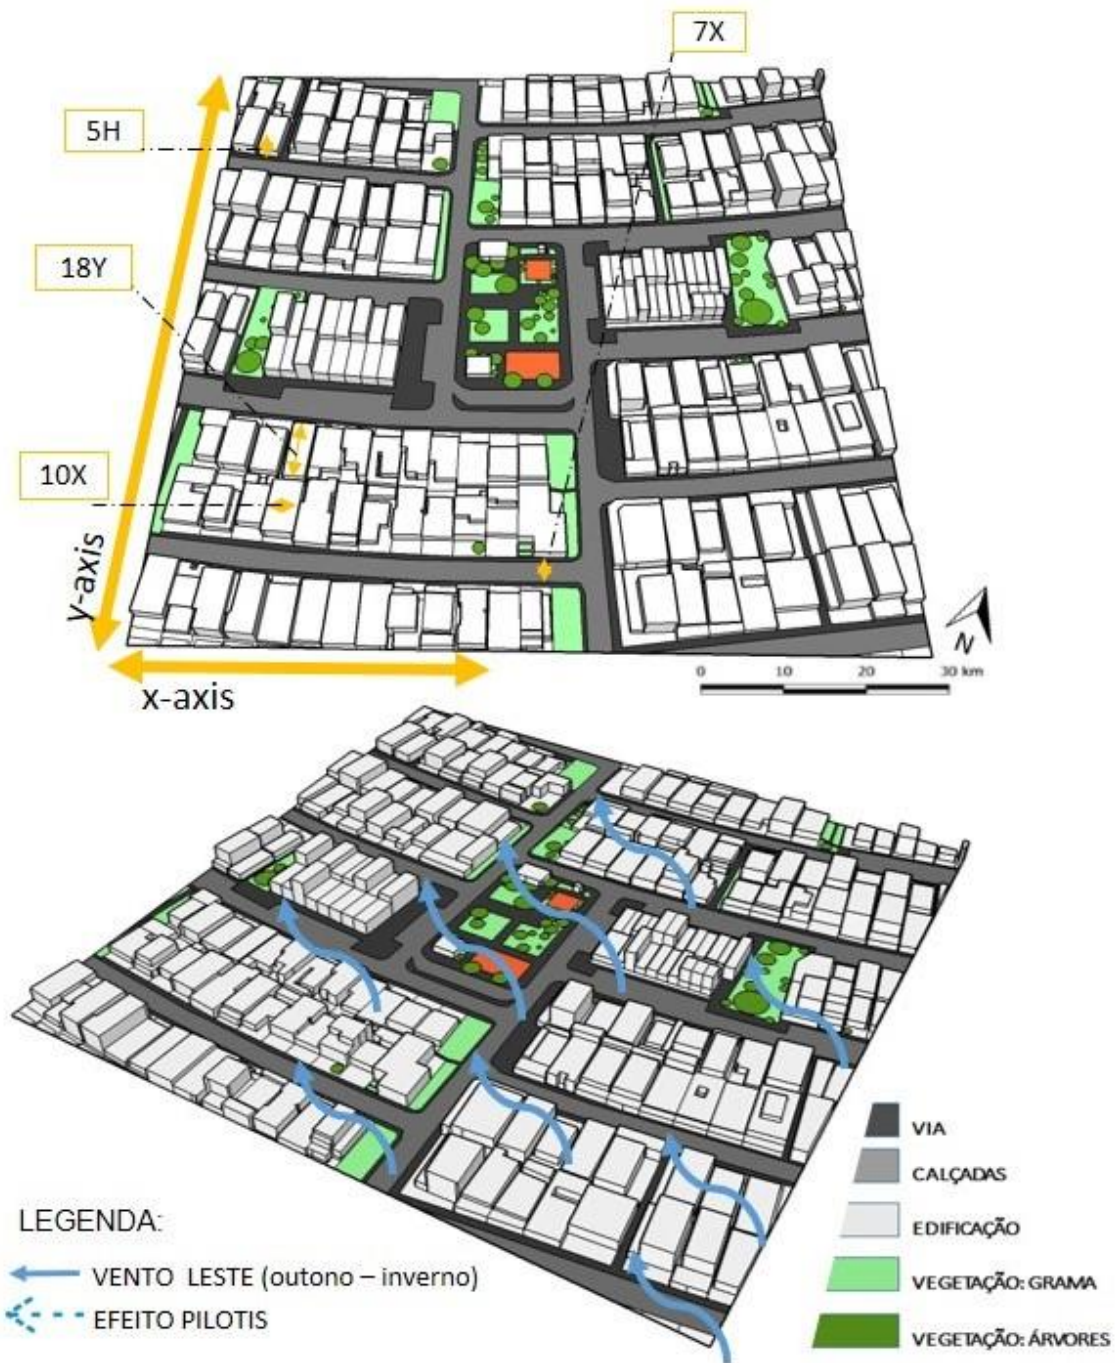 7X
5H
18Y
10X
y-axis
x-axis
N
0 10 20 30 km
VIA
CALÇADAS
EDIFICAÇÃO
VEGETAÇÃO: GRAMA
VEGETAÇÃO: ÁRVORES
LEGENDA:
VENTO LESTE (outono – inverno)
EFEITO PILOTIS